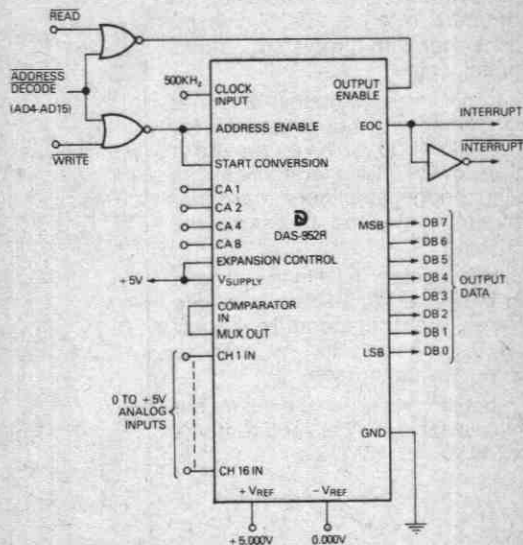 READ
500KHz
ADDRESS
DECODE
(AD4-AD15)
WRITE
CLOCK
INPUT
OUTPUT
ENABLE
ADDRESS ENABLE
EOC
INTERRUPT
START CONVERSION
INTERRUPT
CA 1
CA 2
CA 4
CA 8
D
DAS-952R
MSB
DB 7
DB 6
DB 5
DB 4
DB 3
DB 2
DB 1
LSB
DB 0
OUTPUT
DATA
EXPANSION CONTROL
+5V
VSUPPLY
COMPARATOR
IN
MUX OUT
CH 1 IN
0 TO +5V
ANALOG
INPUTS
CH 16 IN
GND
+ VREF
- VREF
+5.000V
0.000V